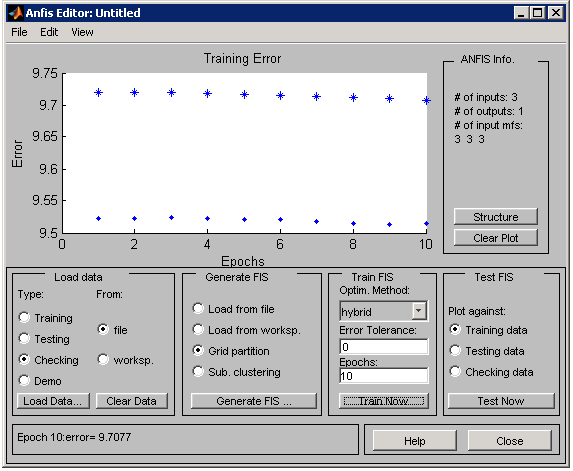 Anfis Editor: Untitled
File Edit View
Training Error
9.75
9.7
9.65
9.6
9.55
9.5
Error
0 2 4 6 8 10
Epochs
ANFIS Info.
# of inputs: 3
# of outputs: 1
# of input mfs:
3 3 3
Structure
Clear Plot
Load data
Type: From:
Training
Testing
Checking
Demo
file
worksp.
Load Data... Clear Data
Generate FIS
Load from file
Load from worksp.
Grid partition
Sub. clustering
Generate FIS ...
Train FIS
Optim. Method:
hybrid
Error Tolerance:
0
Epochs:
10
Train Now
Test FIS
Plot against:
Training data
Testing data
Checking data
Test Now
Epoch 10:error= 9.7077
Help Close